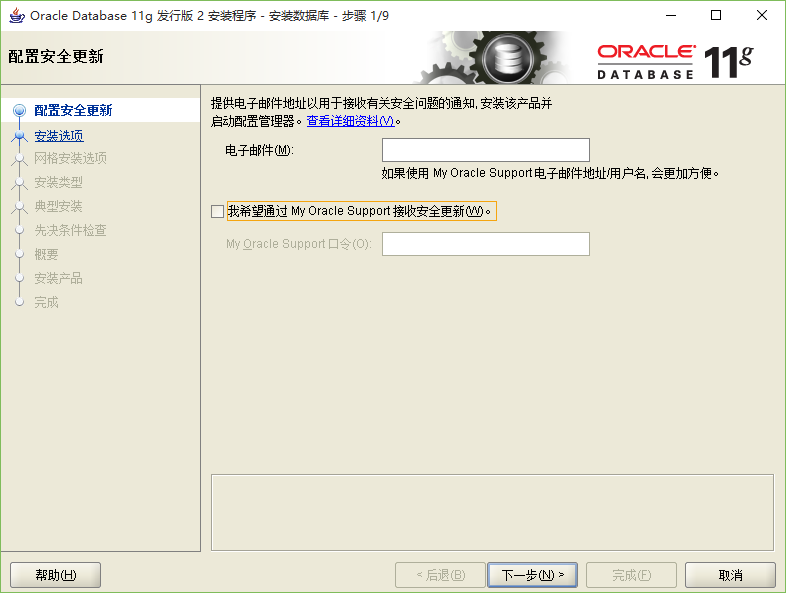 Oracle Database 11g 发行版 2 安装程序 - 安装数据库 - 步骤 1/9
配置安全更新
ORACLE
DATABASE
11g
配置安全更新
安装选项
网格安装选项
安装类型
典型安装
先决条件检查
概要
安装产品
完成
提供电子邮件地址以用于接收有关安全问题的通知, 安装该产品并
启动配置管理器。查看详细资料(V)。
电子邮件(M):
如果使用 My Oracle Support 电子邮件地址/用户名, 会更加方便。
我希望通过 My Oracle Support 接收安全更新(W)。
My Oracle Support 口令(O):
帮助(H)
< 后退(B)
下一步(N) >
完成(F)
取消